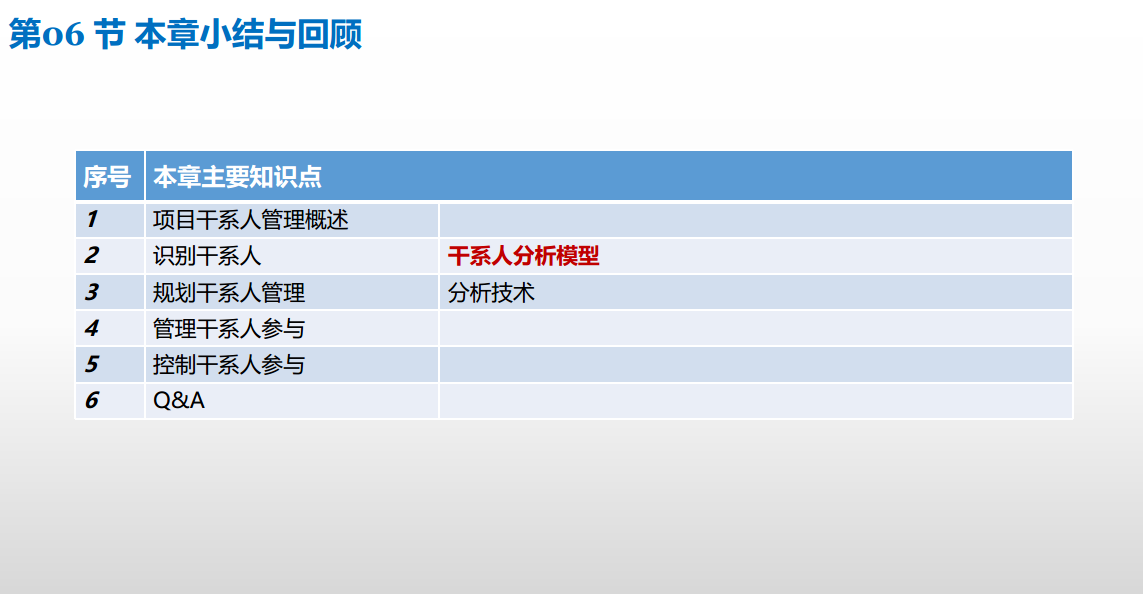 第06 节 本章小结与回顾
序号 本章主要知识点
1 项目干系人管理概述
2 识别干系人 干系人分析模型
3 规划干系人管理 分析技术
4 管理干系人参与
5 控制干系人参与
6 Q&A